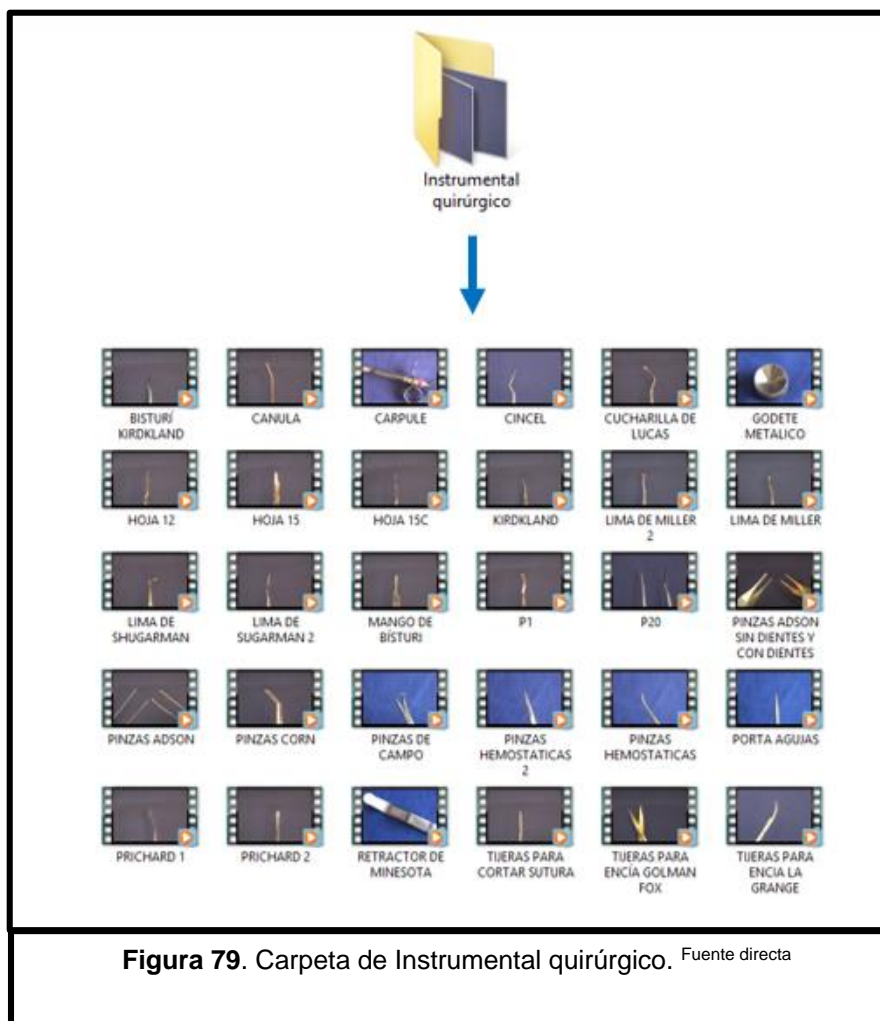 Instrumental
quirúrgico
BISTURÍ
KIRDKLAND
CANULA
CARPULE
CINCEL
CUCHARILLA DE
LUCAS
GODETE
METALICO
HOJA 12
HOJA 15
HOJA 15C
KIRDKLAND
LIMA DE MILLER
2
LIMA DE MILLER
LIMA DE
SHUGARMAN
LIMA DE
SUGARMAN 2
MANGO DE
BÍSTURI
P1
P20
PINZAS ADSON
SIN DIENTES Y
CON DIENTES
PINZAS ADSON
PINZAS CORN
PINZAS DE
CAMPO
PINZAS
HEMOSTATICAS
2
PINZAS
HEMOSTATICAS
PORTA AGUJAS
PRICHARD 1
PRICHARD 2
RETRACTOR DE
MINESOTA
TIJERAS PARA
CORTAR SUTURA
TIJERAS PARA
ENCÍA GOLMAN
FOX
TIJERAS PARA
ENCIA LA
GRANGE
Figura 79. Carpeta de Instrumental quirúrgico. Fuente directa